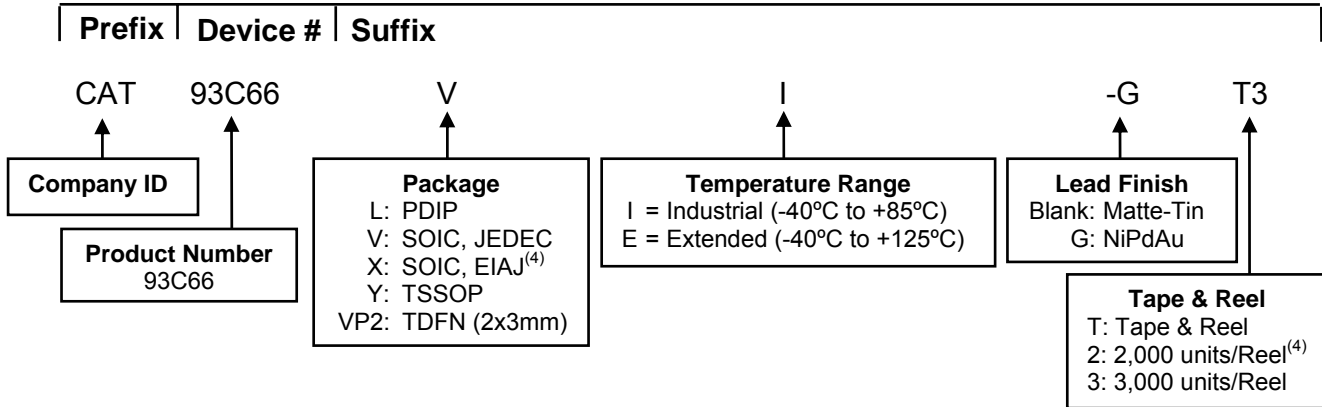 Prefix Device # Suffix
CAT 93C66 V I -G T3
Company ID
Product Number
93C66
Package
L: PDIP
V: SOIC, JEDEC
X: SOIC, EIAJ(4)
Y: TSSOP
VP2: TDFN (2x3mm)
Temperature Range
I = Industrial (-40ºC to +85ºC)
E = Extended (-40ºC to +125ºC)
Lead Finish
Blank: Matte-Tin
G: NiPdAu
Tape & Reel
T: Tape & Reel
2: 2,000 units/Reel(4)
3: 3,000 units/Reel